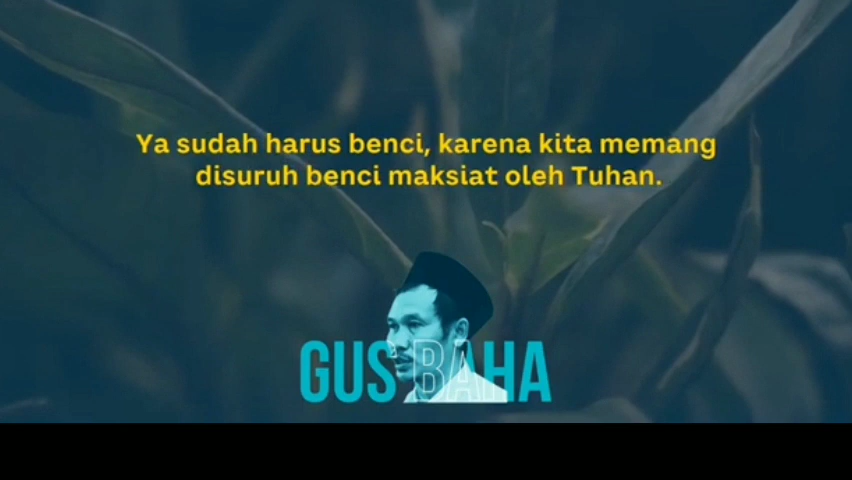 Ya sudah harus benci, karena kita memang
disuruh benci maksiat oleh Tuhan.
GUS BAHA